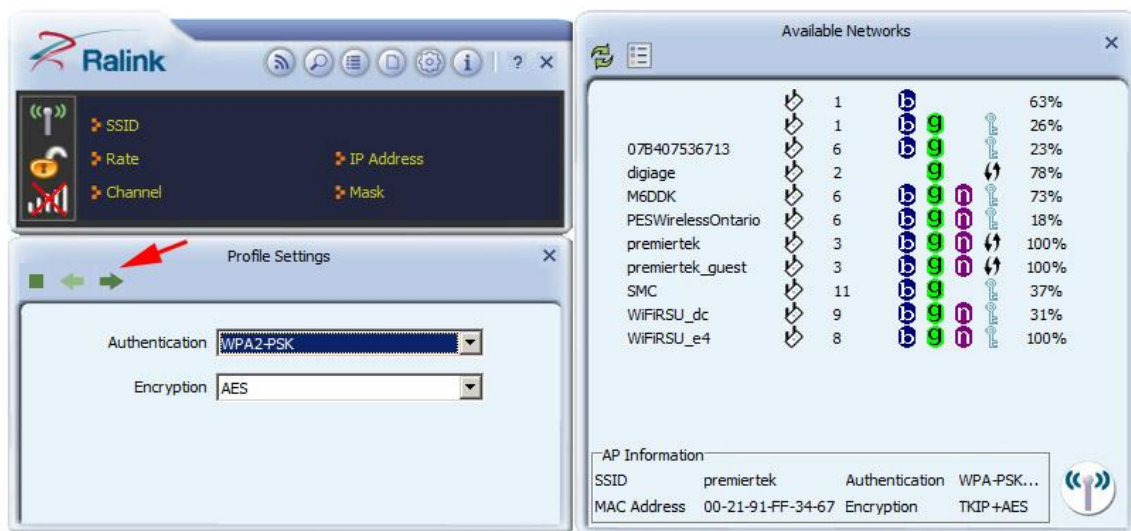 Ralink
? ×
SSID
Rate
IP Address
Channel
Mask
Profile Settings ×
Authentication WPA2-PSK
Encryption AES
Available Networks ×
1 b 63%
1 b g 26%
07B407536713 6 b g 23%
digiage 2 g 78%
M6DDK 6 b g n 73%
PESWirelessOntario 6 b g n 18%
premiertek 3 b g n 100%
premiertek_guest 3 b g n 100%
SMC 11 b g 37%
WiFiRSU_dc 9 b g n 31%
WiFiRSU_e4 8 b g n 100%
AP Information
SSID premiertek Authentication WPA-PSK...
MAC Address 00-21-91-FF-34-67 Encryption TKIP+AES